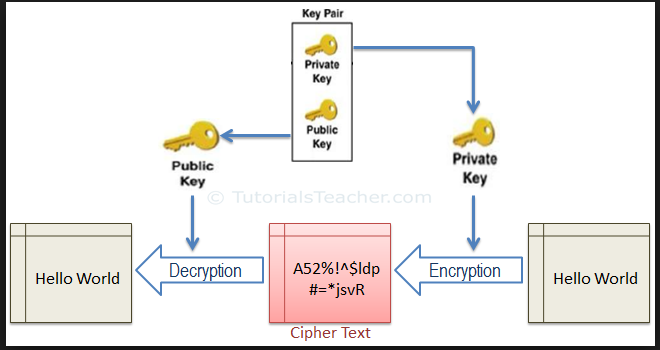 Key Pair
Private
Key
Public
Key
Public
Key
Private
Key
© TutorialsTeacher.com
Hello World
Decryption
A52%!^$ldp
#=*jsvR
Encryption
Hello World
Cipher Text